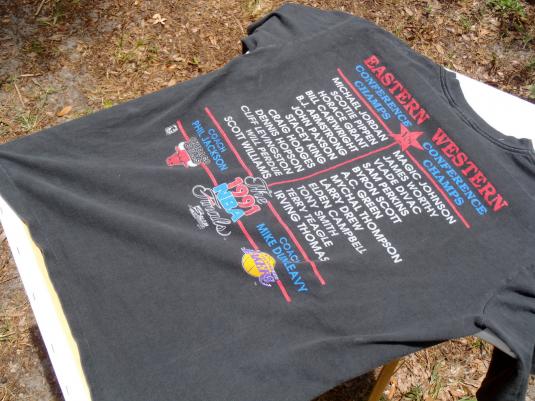 EASTERN WESTERN
CONFERENCE
CHAMPS
CONFERENCE
CHAMPS
MICHAEL JORDAN
SCOTTIE PIPPEN
HORACE GRANT
BILL CARTWRIGHT
B.J. ARMSTRONG
JOHN PAXSON
STACEY KING
CRAIG HODGES
DENNIS HOPSON
CLIFF LEVINGSTON
WILL PERDUE
SCOTT WILLIAMS
MAGIC JOHNSON
JAMES WORTHY
VLADS DIVAC
SAM PERKINS
BYRON SCOTT
A.C. GREEN
MYCHAL THOMPSON
LARRY DREW
ELDEN CAMPBELL
TONY SMITH
TERRY TEAGLE
IRVING THOMAS
COACH
PHIL JACKSON
CHICAGO
BULLS
The
1991
NBA
Finals
COACH
MIKE DUNLEAVY
LAKERS